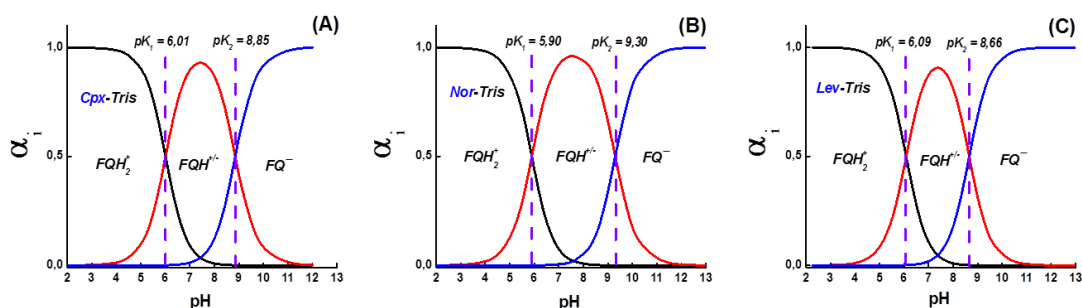 (A)
pK₁ = 6,01
pK₂ = 8,85
1,0
Cpx-Tris
αᵢ
0,5
FQH₂⁺
FQH⁺/⁻
FQ⁻
0,0
2 3 4 5 6 7 8 9 10 11 12 13
pH
(B)
pK₁ = 5,90
pK₂ = 9,30
1,0
Nor-Tris
αᵢ
0,5
FQH₂⁺
FQH⁺/⁻
FQ⁻
0,0
2 3 4 5 6 7 8 9 10 11 12 13
pH
(C)
pK₁ = 6,09
pK₂ = 8,66
1,0
Lev-Tris
αᵢ
0,5
FQH₂⁺
FQH⁺/⁻
FQ⁻
0,0
2 3 4 5 6 7 8 9 10 11 12 13
pH